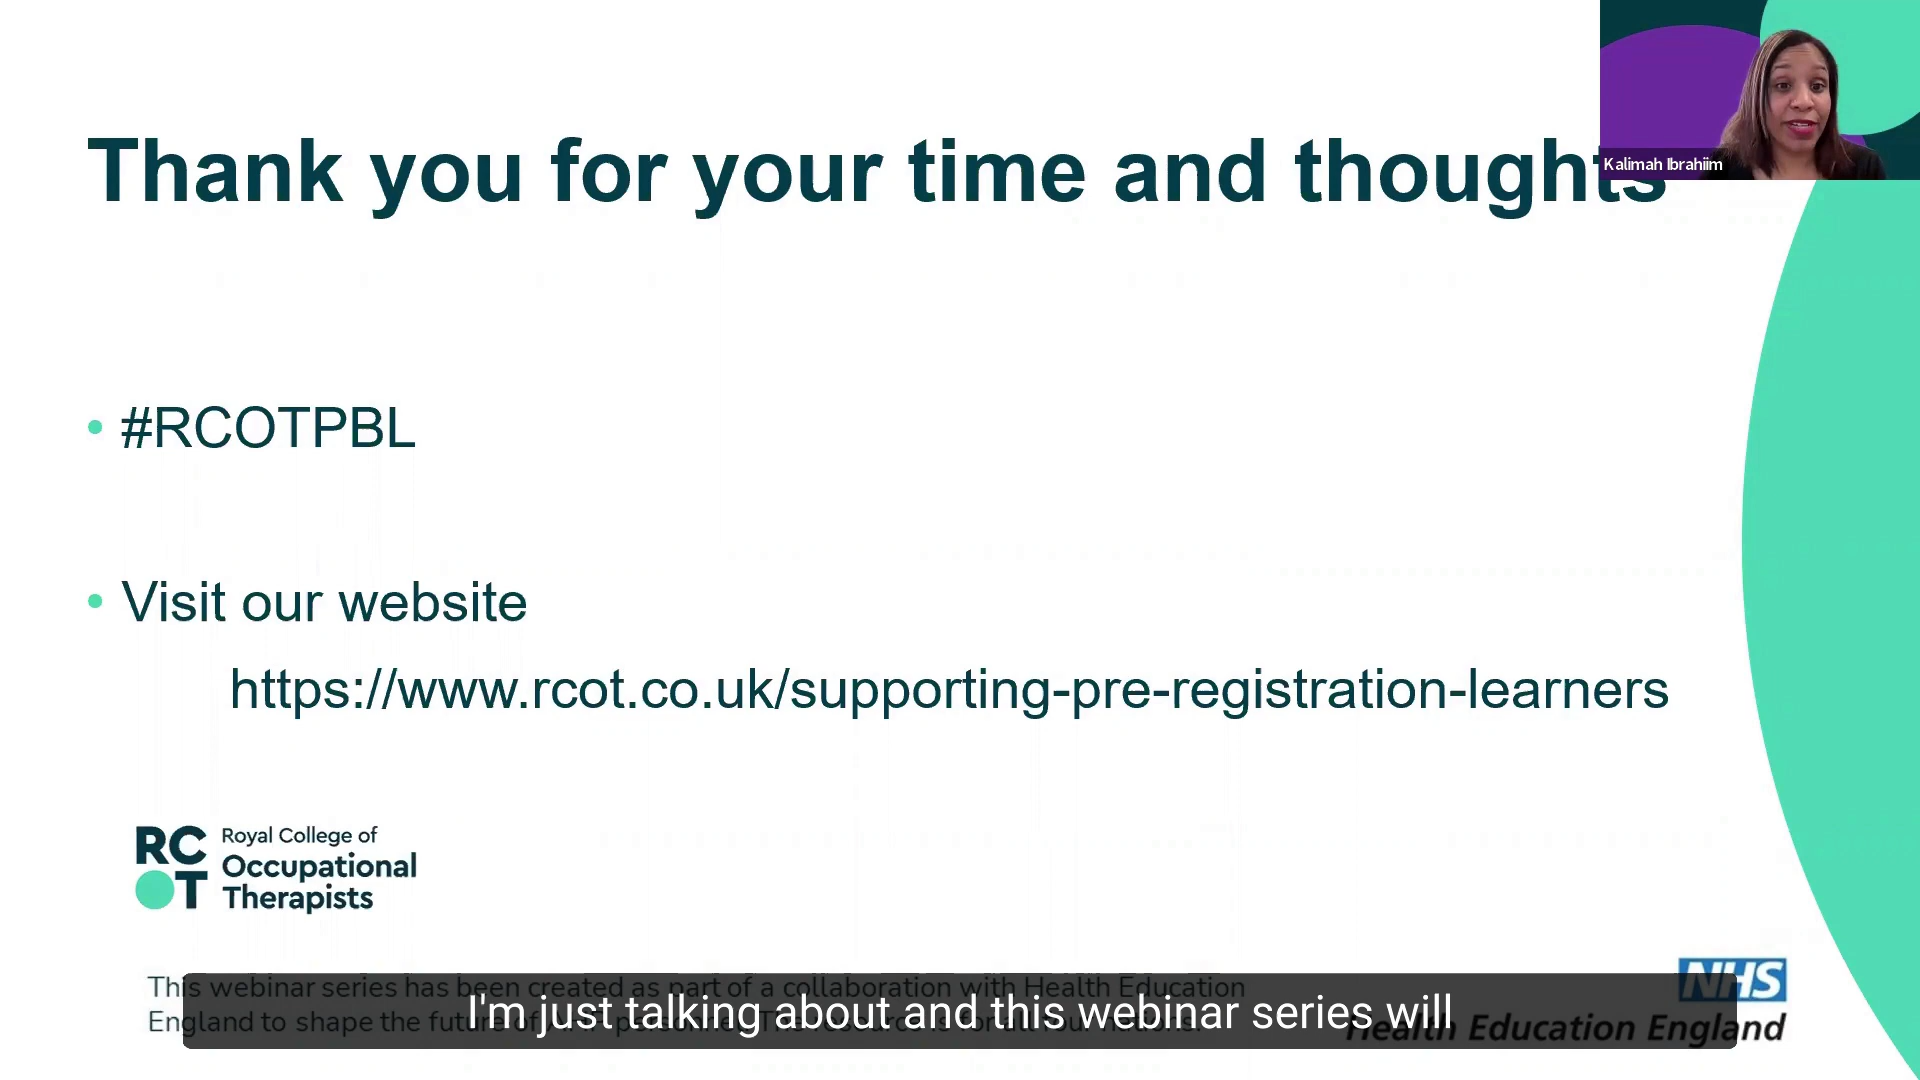 Thank you for your time and thoughts
Kalimah Ibrahiim
#RCOTPBL
Visit our website
https://www.rcot.co.uk/supporting-pre-registration-learners
RCOT
Royal College of
Occupational
Therapists
This webinar series has been created as part of a collaboration with Health Education
England to shape the future of
NHS
Health Education England
I'm just talking about and this webinar series will